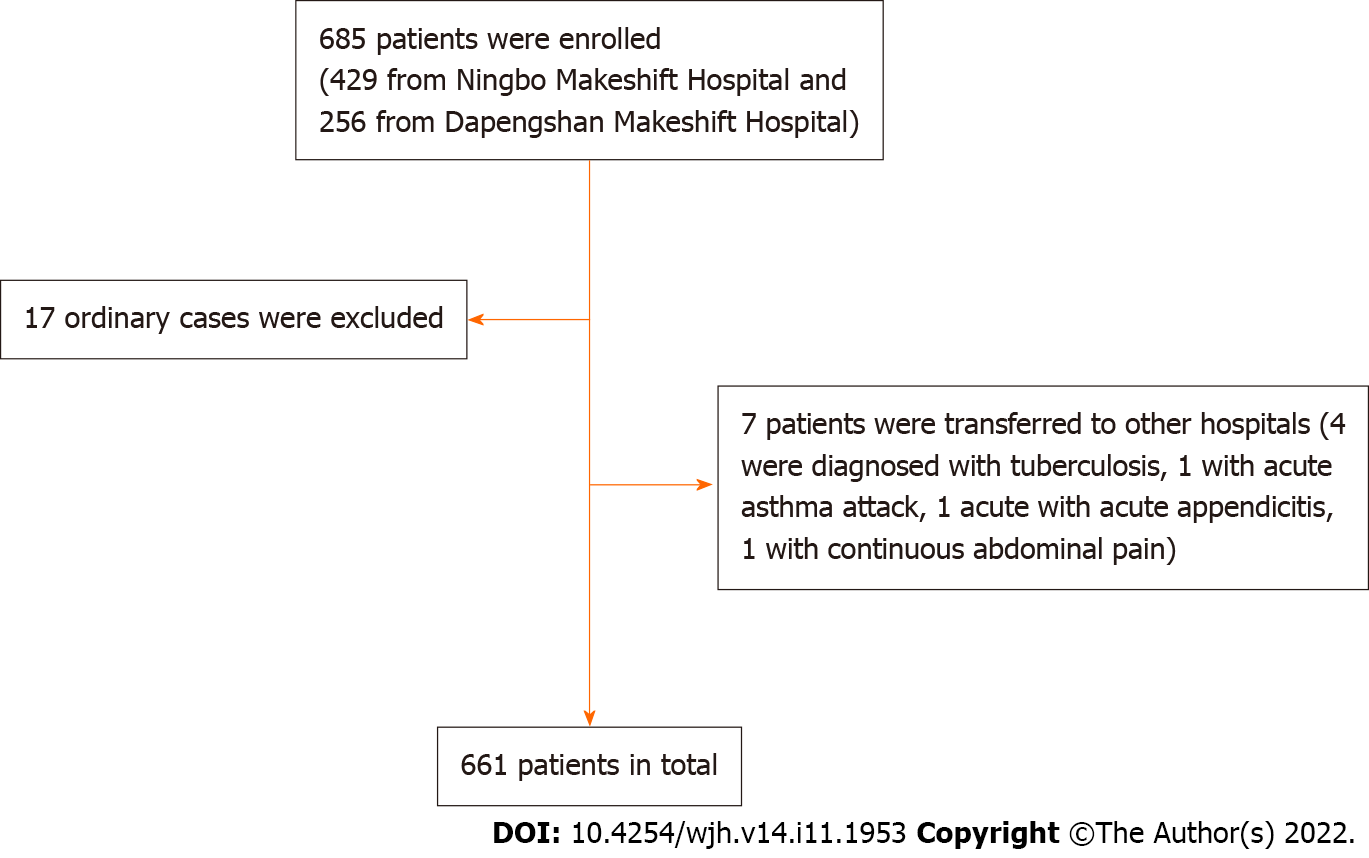 685 patients were enrolled
(429 from Ningbo Makeshift Hospital and
256 from Dapengshan Makeshift Hospital)
17 ordinary cases were excluded
7 patients were transferred to other hospitals (4
were diagnosed with tuberculosis, 1 with acute
asthma attack, 1 acute with acute appendicitis,
1 with continuous abdominal pain)
661 patients in total
DOI: 10.4254/wjh.v14.i11.1953 Copyright ©The Author(s) 2022.